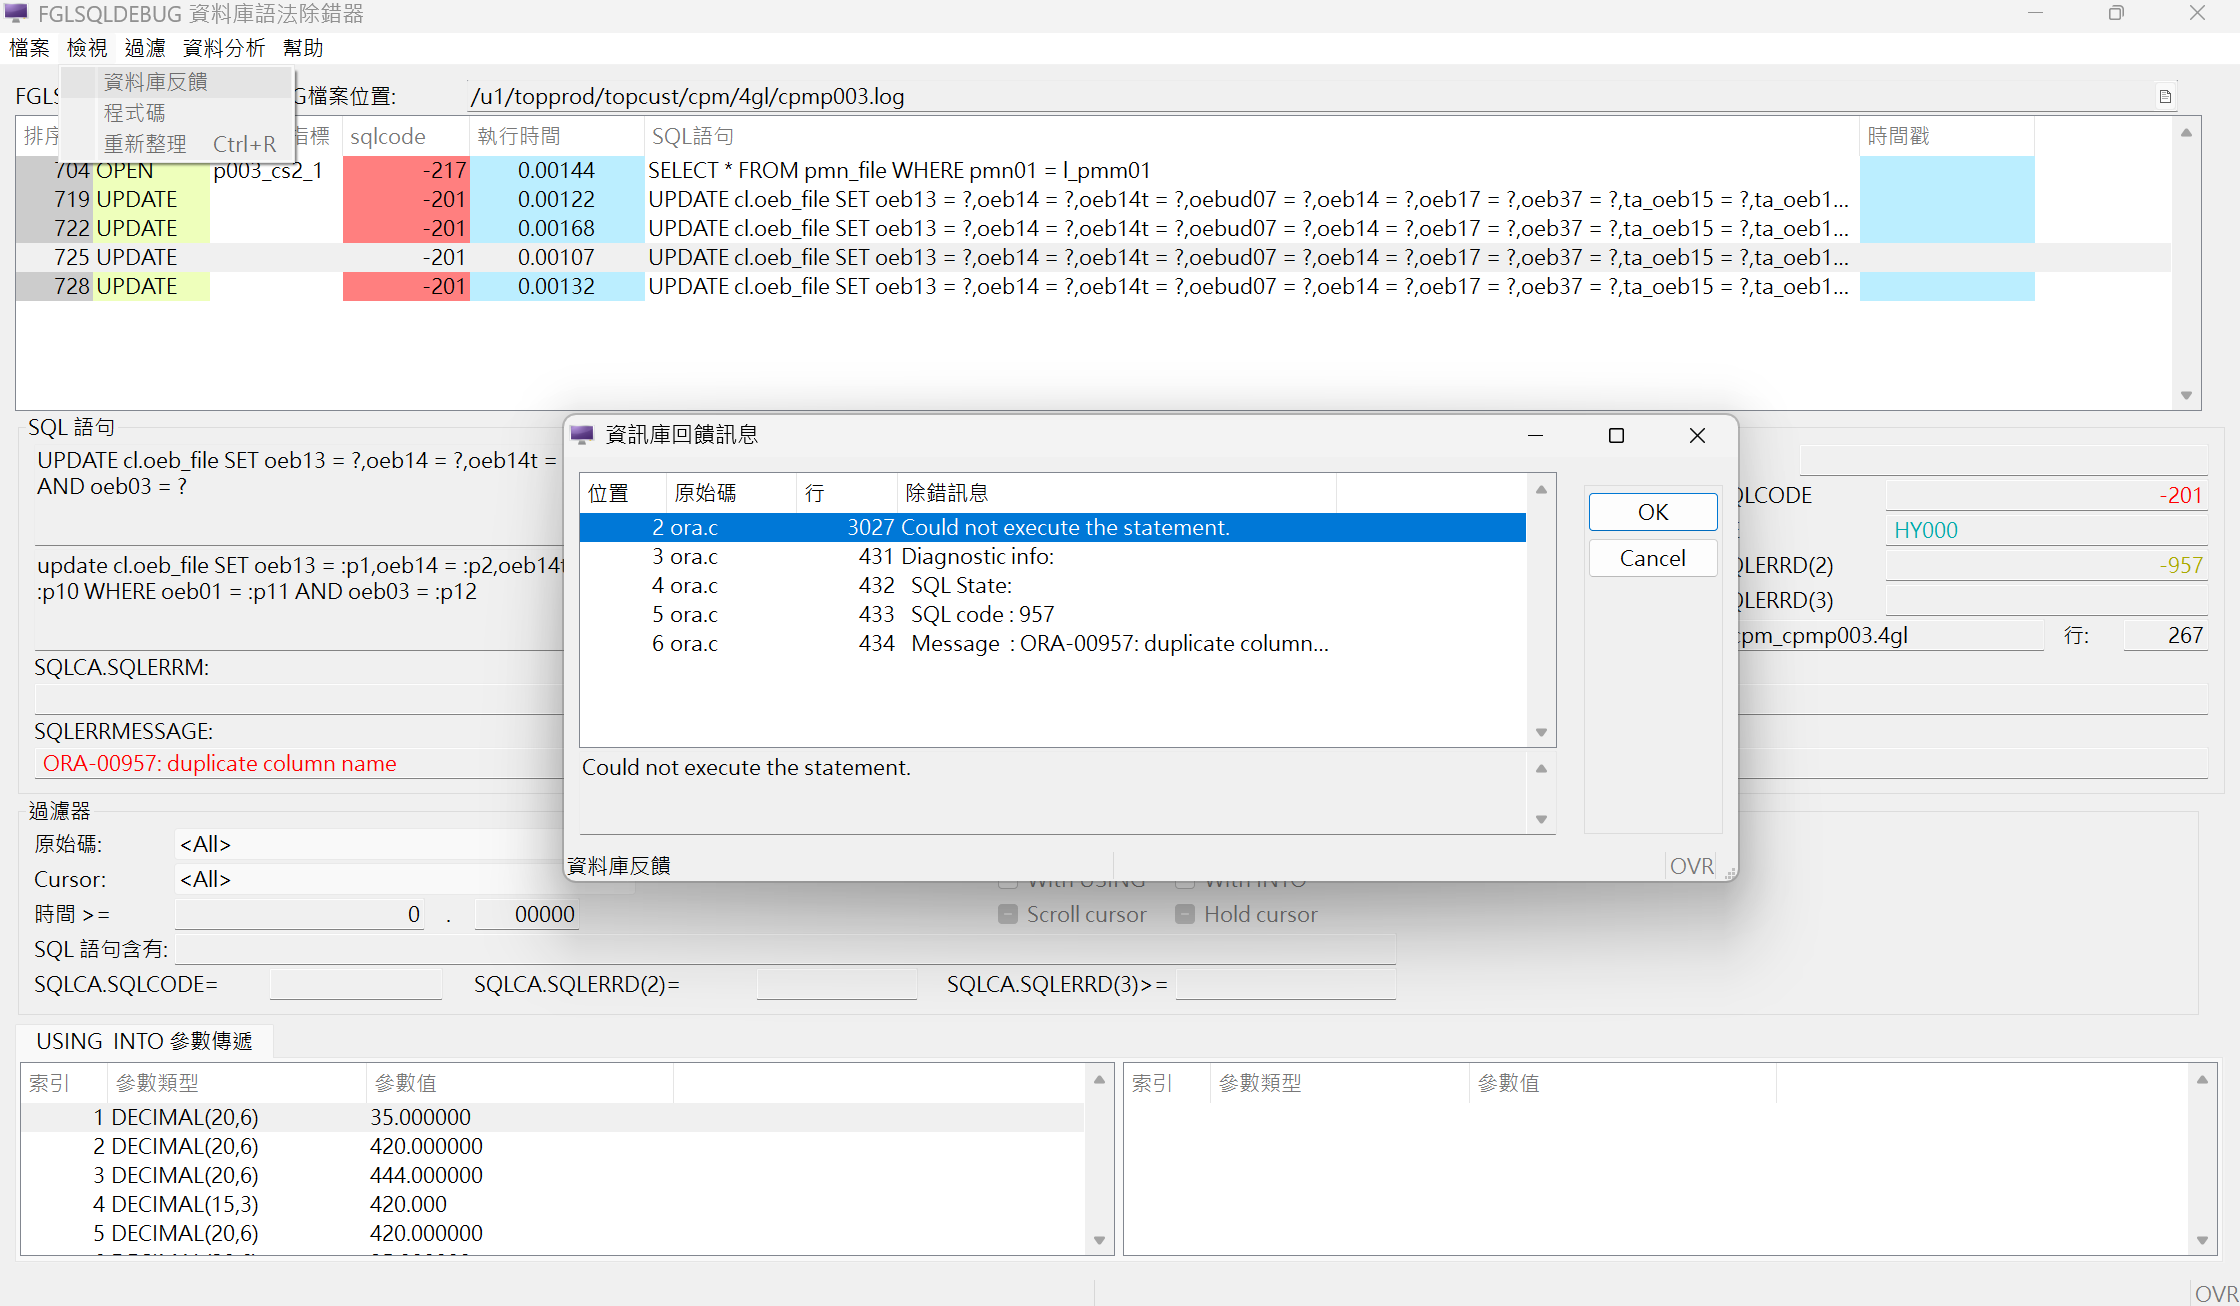 FGLSQLDEBUG 資料庫語法除錯器
檔案 檢視 過濾 資料分析 幫助
資料庫反饋
程式碼
重新整理 Ctrl+R
G檔案位置: /u1/topprod/topcust/cpm/4gl/cpmp003.log
排序 指標 sqlcode 執行時間 SQL語句 時間戳
704 OPEN p003_cs2_1 -217 0.00144 SELECT * FROM pmn_file WHERE pmn01 = l_pmm01
719 UPDATE -201 0.00122 UPDATE cl.oeb_file SET oeb13 = ?,oeb14 = ?,oeb14t = ?,oebud07 = ?,oeb14 = ?,oeb17 = ?,oeb37 = ?,ta_oeb15 = ?,ta_oeb1...
722 UPDATE -201 0.00168 UPDATE cl.oeb_file SET oeb13 = ?,oeb14 = ?,oeb14t = ?,oebud07 = ?,oeb14 = ?,oeb17 = ?,oeb37 = ?,ta_oeb15 = ?,ta_oeb1...
725 UPDATE -201 0.00107 UPDATE cl.oeb_file SET oeb13 = ?,oeb14 = ?,oeb14t = ?,oebud07 = ?,oeb14 = ?,oeb17 = ?,oeb37 = ?,ta_oeb15 = ?,ta_oeb1...
728 UPDATE -201 0.00132 UPDATE cl.oeb_file SET oeb13 = ?,oeb14 = ?,oeb14t = ?,oebud07 = ?,oeb14 = ?,oeb17 = ?,oeb37 = ?,ta_oeb15 = ?,ta_oeb1...
SQL 語句
UPDATE cl.oeb_file SET oeb13 = ?,oeb14 = ?,oeb14t =
AND oeb03 = ?
update cl.oeb_file SET oeb13 = :p1,oeb14 = :p2,oeb14t
:p10 WHERE oeb01 = :p11 AND oeb03 = :p12
SQLCA.SQLERRM:
SQLERRMESSAGE:
ORA-00957: duplicate column name
資訊庫回饋訊息
位置 原始碼 行 除錯訊息
2 ora.c 3027 Could not execute the statement.
3 ora.c 431 Diagnostic info:
4 ora.c 432 SQL State:
5 ora.c 433 SQL code : 957
6 ora.c 434 Message : ORA-00957: duplicate column...
OK
Cancel
Could not execute the statement.
資料庫反饋 OVR
QLCODE -201
HY000
QLERRD(2) -957
QLERRD(3)
cpm_cpmp003.4gl 行: 267
過濾器
原始碼: <All>
Cursor: <All>
With USING With INTO
時間 >= 0 . 00000 Scroll cursor Hold cursor
SQL 語句含有:
SQLCA.SQLCODE= SQLCA.SQLERRD(2)= SQLCA.SQLERRD(3)>=
USING INTO 參數傳遞
索引 參數類型 參數值 索引 參數類型 參數值
1 DECIMAL(20,6) 35.000000
2 DECIMAL(20,6) 420.000000
3 DECIMAL(20,6) 444.000000
4 DECIMAL(15,3) 420.000
5 DECIMAL(20,6) 420.000000
OVR